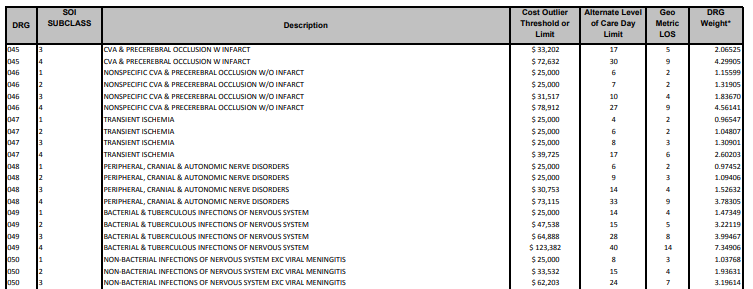 DRG SOI SUBCLASS Description Cost Outlier Threshold or Limit Alternate Level of Care Day Limit Geo Metric LOS DRG Weight*
045 3 CVA & PRECEREBRAL OCCLUSION W INFARCT $ 33,202 17 5 2.06525
045 4 CVA & PRECEREBRAL OCCLUSION W INFARCT $ 72,632 30 9 4.29905
046 1 NONSPECIFIC CVA & PRECEREBRAL OCCLUSION W/O INFARCT $ 25,000 6 2 1.15599
046 2 NONSPECIFIC CVA & PRECEREBRAL OCCLUSION W/O INFARCT $ 25,000 7 2 1.31905
046 3 NONSPECIFIC CVA & PRECEREBRAL OCCLUSION W/O INFARCT $ 31,517 10 4 1.83670
046 4 NONSPECIFIC CVA & PRECEREBRAL OCCLUSION W/O INFARCT $ 78,912 27 9 4.56141
047 1 TRANSIENT ISCHEMIA $ 25,000 4 2 0.96547
047 2 TRANSIENT ISCHEMIA $ 25,000 6 2 1.04807
047 3 TRANSIENT ISCHEMIA $ 25,000 8 3 1.30901
047 4 TRANSIENT ISCHEMIA $ 39,725 17 6 2.60203
048 1 PERIPHERAL, CRANIAL & AUTONOMIC NERVE DISORDERS $ 25,000 6 2 0.97452
048 2 PERIPHERAL, CRANIAL & AUTONOMIC NERVE DISORDERS $ 25,000 9 3 1.09406
048 3 PERIPHERAL, CRANIAL & AUTONOMIC NERVE DISORDERS $ 30,753 14 4 1.52632
048 4 PERIPHERAL, CRANIAL & AUTONOMIC NERVE DISORDERS $ 73,115 33 9 3.78305
049 1 BACTERIAL & TUBERCULOUS INFECTIONS OF NERVOUS SYSTEM $ 25,000 14 4 1.47349
049 2 BACTERIAL & TUBERCULOUS INFECTIONS OF NERVOUS SYSTEM $ 47,538 15 5 3.22119
049 3 BACTERIAL & TUBERCULOUS INFECTIONS OF NERVOUS SYSTEM $ 64,888 28 8 3.99467
049 4 BACTERIAL & TUBERCULOUS INFECTIONS OF NERVOUS SYSTEM $ 123,382 40 14 7.34906
050 1 NON-BACTERIAL INFECTIONS OF NERVOUS SYSTEM EXC VIRAL MENINGITIS $ 25,000 8 3 1.03768
050 2 NON-BACTERIAL INFECTIONS OF NERVOUS SYSTEM EXC VIRAL MENINGITIS $ 33,532 15 4 1.93631
050 3 NON-BACTERIAL INFECTIONS OF NERVOUS SYSTEM EXC VIRAL MENINGITIS $ 62,203 24 7 3.19614